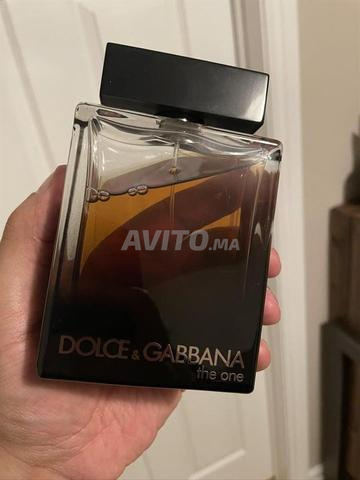 AVITO.MA
DOLCE & GABBANA
the one